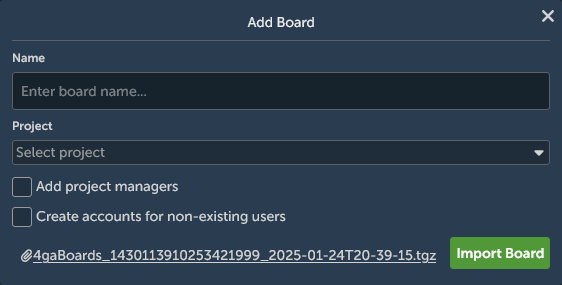 Add Board
Name
Enter board name...
Project
Select project
Add project managers
Create accounts for non-existing users
4gaBoards_1430113910253421999_2025-01-24T20-39-15.tgz
Import Board